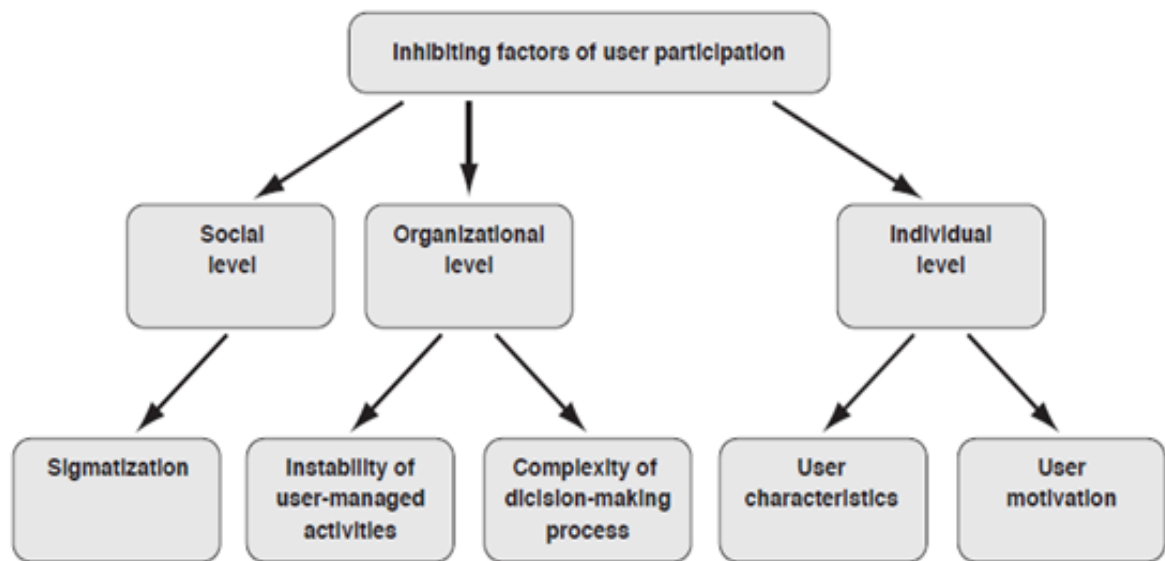 Inhibiting factors of user participation
Social
level
Organizational
level
Individual
level
Sigmatization
Instability of
user-managed
activities
Complexity of
dicision-making
process
User
characteristics
User
motivation